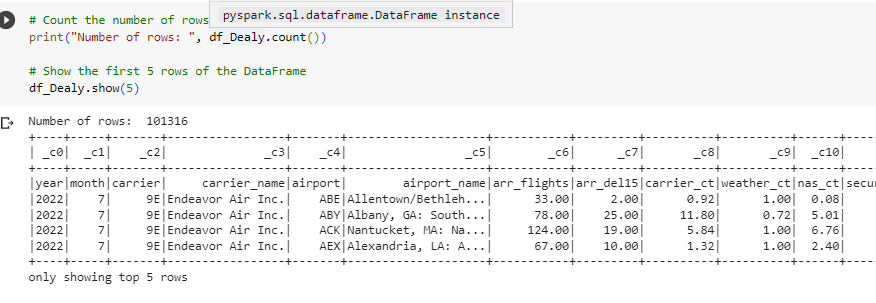 # Count the number of rows
pyspark.sql.dataframe.DataFrame instance
print("Number of rows: ", df_Dealy.count())
# Show the first 5 rows of the DataFrame
df_Dealy.show(5)
Number of rows:  101316
+----+-----+-------+-----------------+-------+--------------------+-----------+---------+----------+----------+------+----
| _c0|  _c1|    _c2|              _c3|    _c4|                 _c5|        _c6|      _c7|       _c8|       _c9|  _c10|
+----+-----+-------+-----------------+-------+--------------------+-----------+---------+----------+----------+------+----
|year|month|carrier|     carrier_name|airport|        airport_name|arr_flights|arr_del15|carrier_ct|weather_ct|nas_ct|secur
|2022|    7|     9E|Endeavor Air Inc.|    ABE|Allentown/Bethleh...|      33.00|     2.00|      0.92|      1.00|  0.08|
|2022|    7|     9E|Endeavor Air Inc.|    ABY|Albany, GA: South...|      78.00|    25.00|     11.80|      0.72|  5.01|
|2022|    7|     9E|Endeavor Air Inc.|    ACK|Nantucket, MA: Na...|     124.00|    19.00|      5.84|      1.00|  6.76|
|2022|    7|     9E|Endeavor Air Inc.|    AEX|Alexandria, LA: A...|      67.00|    10.00|      1.32|      1.00|  2.40|
+----+-----+-------+-----------------+-------+--------------------+-----------+---------+----------+----------+------+----
only showing top 5 rows